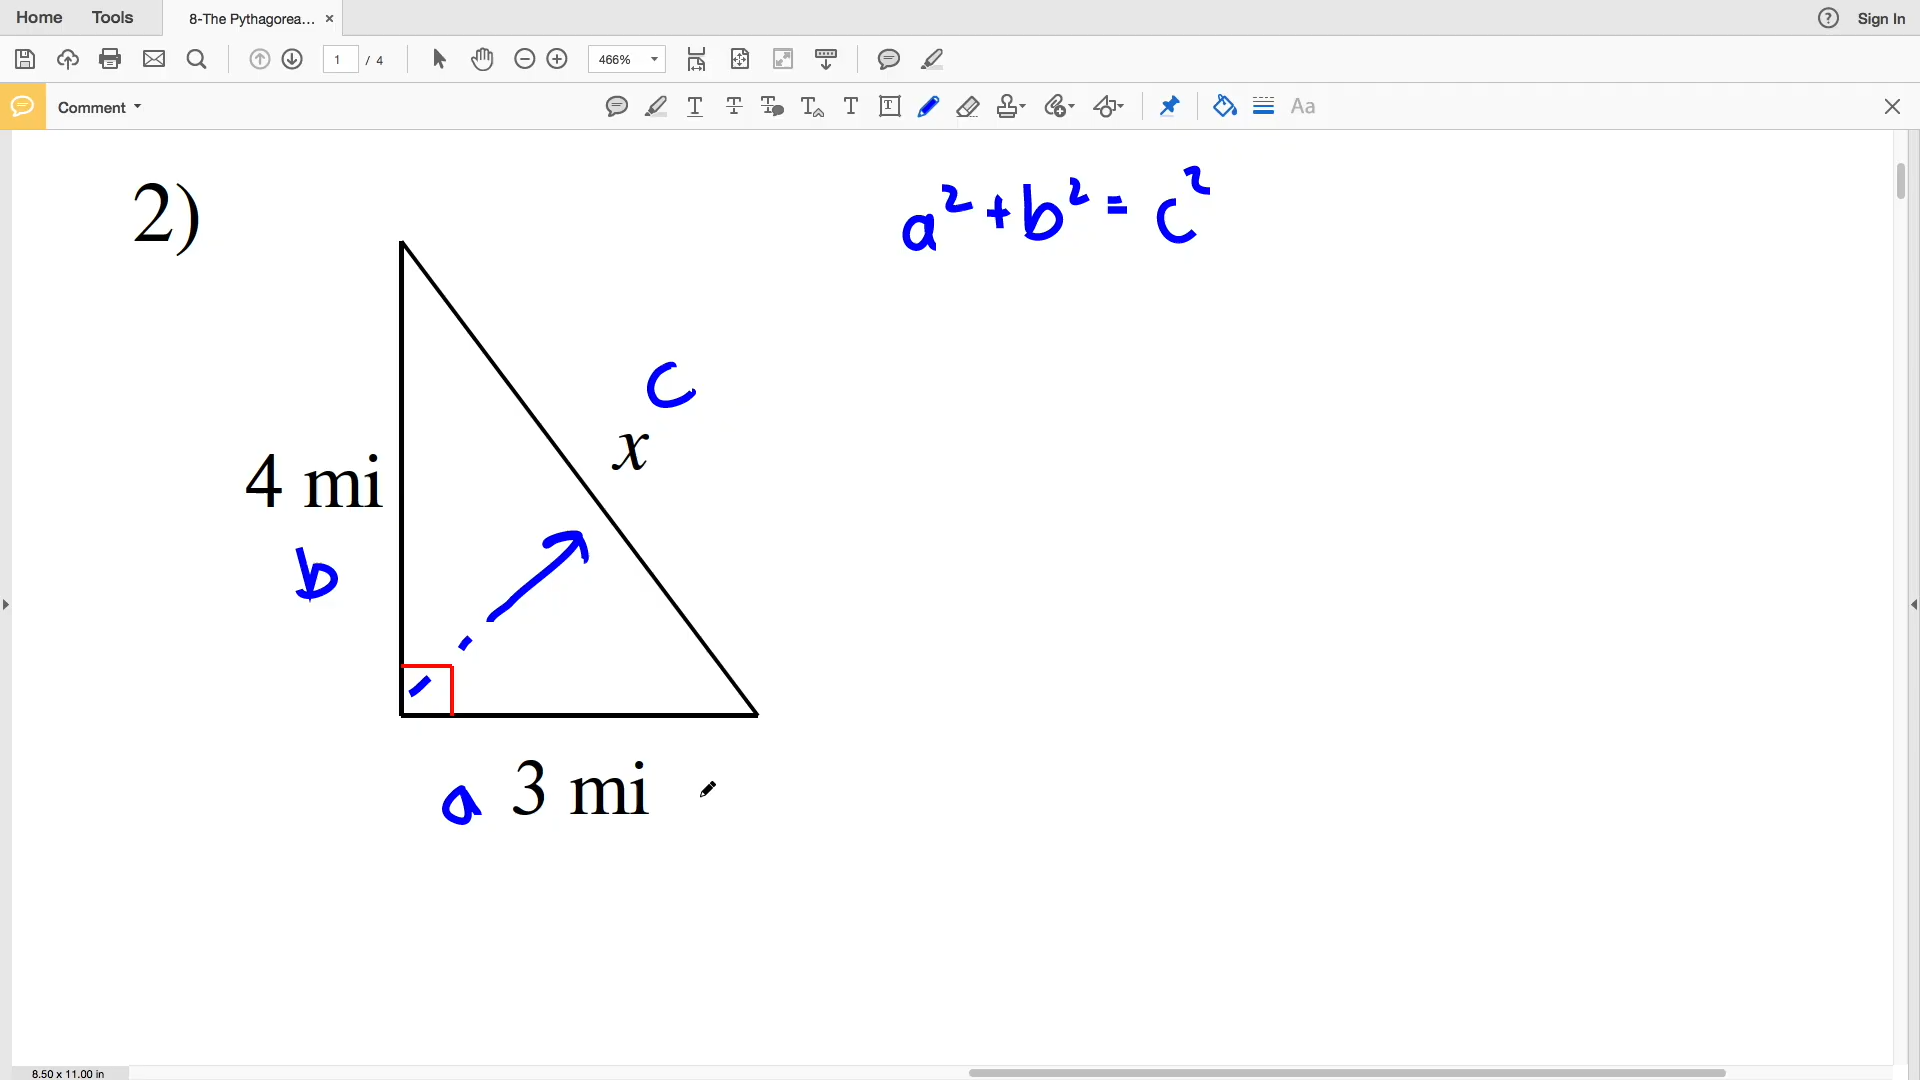 Home Tools 8-The Pythagorea... × Sign In
1 / 4 466%
Comment Aa
2)
a² + b² = c²
c
x
4 mi
b
a 3 mi
8.50 x 11.00 in